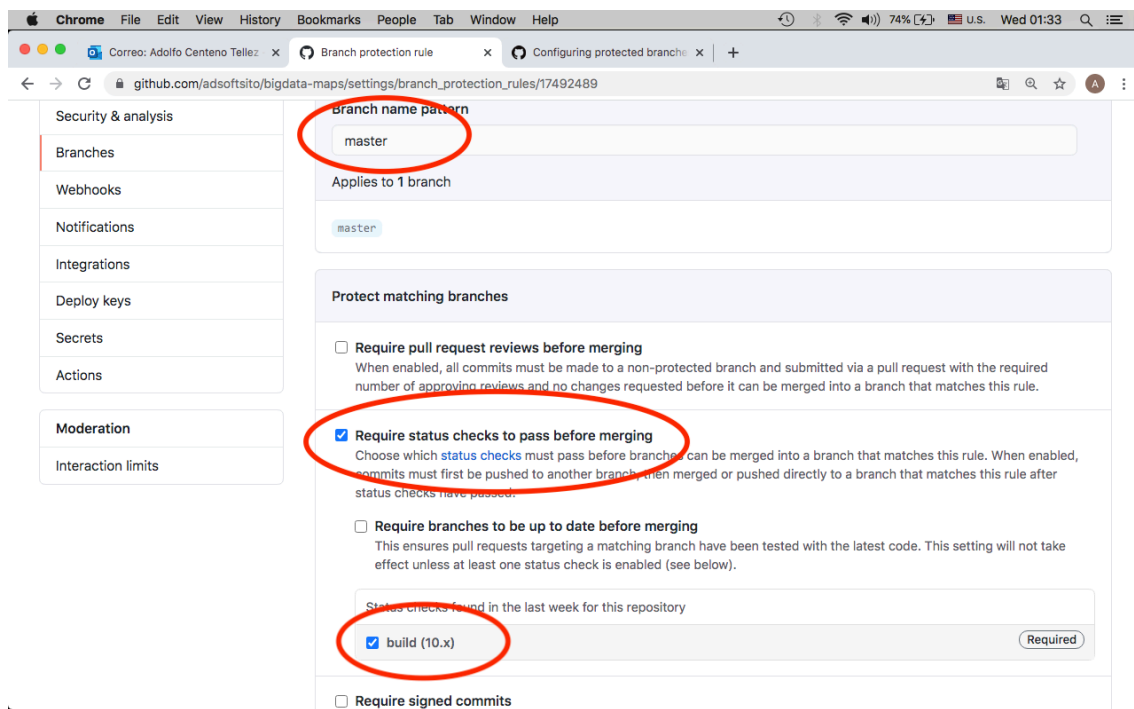 Chrome File Edit View History Bookmarks People Tab Window Help 74% U.S. Wed 01:33
Correo: Adolfo Centeno Tellez Branch protection rule Configuring protected branche
github.com/adsoftsito/bigdata-maps/settings/branch_protection_rules/17492489 A
Security & analysis
Branches
Webhooks
Notifications
Integrations
Deploy keys
Secrets
Actions
Moderation
Interaction limits
Branch name pattern
master
Applies to 1 branch
master
Protect matching branches
Require pull request reviews before merging
When enabled, all commits must be made to a non-protected branch and submitted via a pull request with the required
number of approving reviews and no changes requested before it can be merged into a branch that matches this rule.
Require status checks to pass before merging
Choose which status checks must pass before branches can be merged into a branch that matches this rule. When enabled,
commits must first be pushed to another branch, then merged or pushed directly to a branch that matches this rule after
status checks have passed.
Require branches to be up to date before merging
This ensures pull requests targeting a matching branch have been tested with the latest code. This setting will not take
effect unless at least one status check is enabled (see below).
Status checks found in the last week for this repository
build (10.x) Required
Require signed commits